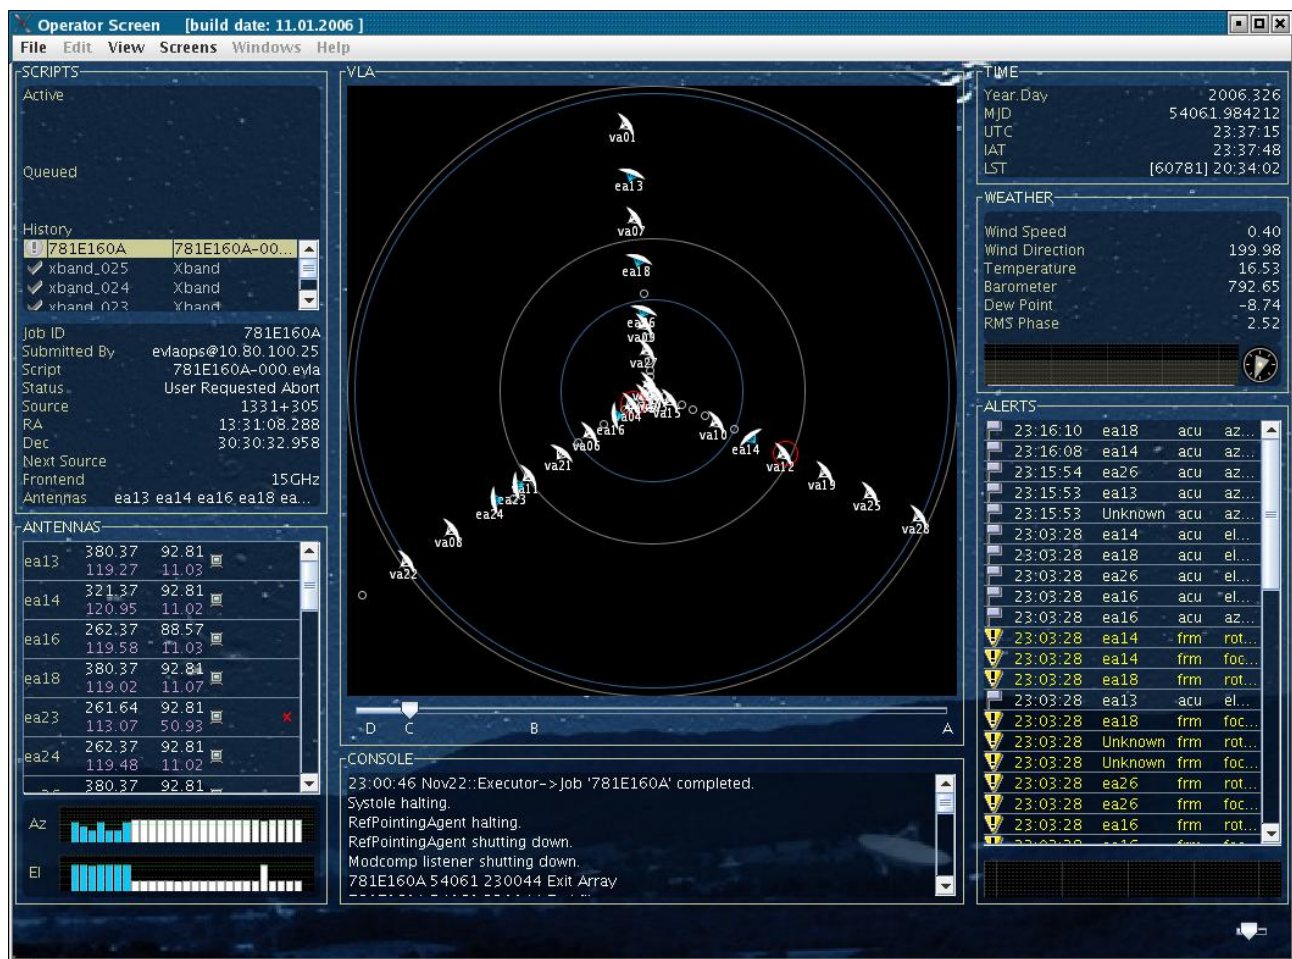 Operator Screen [build date: 11.01.2006 ]
File Edit View Screens Windows Help
SCRIPTS
Active
Queued
History
781E160A 781E160A-00...
xband_025 Xband
xband_024 Xband
xband_023 Xband
Job ID 781E160A
Submitted By evlaops@10.80.100.25
Script 781E160A-000.evla
Status User Requested Abort
Source 1331+305
RA 13:31:08.288
Dec 30:30:32.958
Next Source
Frontend 15GHz
Antennas ea13 ea14 ea16 ea18 ea...
ANTENNAS
ea13 380.37 92.81
119.27 11.03
ea14 321.37 92.81
120.95 11.02
ea16 262.37 88.57
119.58 11.03
ea18 380.37 92.81
119.02 11.07
ea23 261.64 92.81
113.07 50.93
ea24 262.37 92.81
119.48 11.02
380.37 92.81
Az
El
VLA
va01
ea13
va07
ea18
ea26
va09
va27
va15
va04
ea16
va10
va06
ea14
va21
va12
va19
va11
ea23
va25
ea24
va28
va08
va22
D C B A
CONSOLE
23:00:46 Nov22::Executor->Job '781E160A' completed.
Systole halting.
RefPointingAgent halting.
RefPointingAgent shutting down.
Modcomp listener shutting down.
781E160A 54061 230044 Exit Array
TIME
Year.Day 2006.326
MJD 54061.984212
UTC 23:37:15
IAT 23:37:48
LST [60781] 20:34:02
WEATHER
Wind Speed 0.40
Wind Direction 199.98
Temperature 16.53
Barometer 792.65
Dew Point -8.74
RMS Phase 2.52
ALERTS
23:16:10 ea18 acu az...
23:16:08 ea14 acu az...
23:15:54 ea26 acu az...
23:15:53 ea13 acu az...
23:15:53 Unknown acu az...
23:03:28 ea14 acu el...
23:03:28 ea18 acu el...
23:03:28 ea26 acu el...
23:03:28 ea16 acu el...
23:03:28 ea16 acu az...
23:03:28 ea14 frm rot...
23:03:28 ea14 frm foc...
23:03:28 ea18 frm rot...
23:03:28 ea13 acu el...
23:03:28 ea18 frm foc...
23:03:28 Unknown frm rot...
23:03:28 Unknown frm foc...
23:03:28 ea26 frm rot...
23:03:28 ea26 frm foc...
23:03:28 ea16 frm rot...